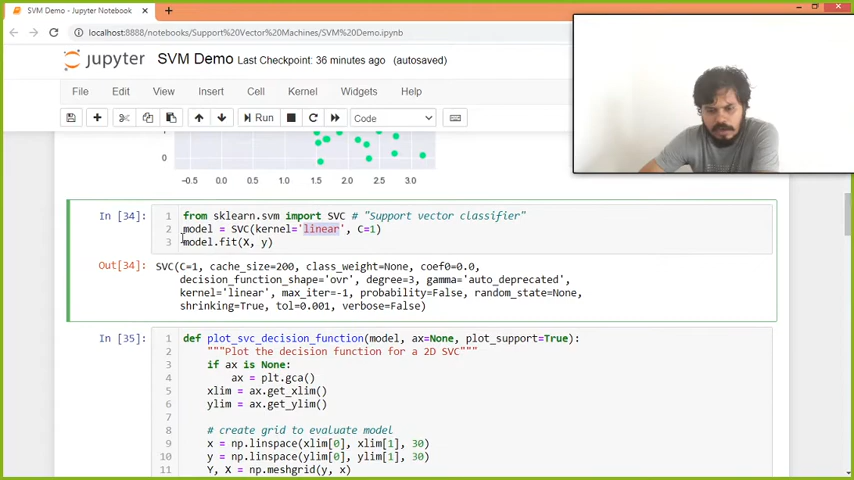 SVM Demo - Jupyter Notebook
localhost:8888/notebooks/Support%20Vector%20Machines/SVM%20Demo.ipynb
jupyter SVM Demo Last Checkpoint: 36 minutes ago (autosaved)
File Edit View Insert Cell Kernel Widgets Help
Run Code
0
-0.5 0.0 0.5 1.0 1.5 2.0 2.5 3.0
In [34]:
1 from sklearn.svm import SVC # "Support vector classifier"
2 model = SVC(kernel='linear', C=1)
3 model.fit(X, y)
Out[34]: SVC(C=1, cache_size=200, class_weight=None, coef0=0.0,
decision_function_shape='ovr', degree=3, gamma='auto_deprecated',
kernel='linear', max_iter=-1, probability=False, random_state=None,
shrinking=True, tol=0.001, verbose=False)
In [35]:
1 def plot_svc_decision_function(model, ax=None, plot_support=True):
2 """Plot the decision function for a 2D SVC"""
3 if ax is None:
4 ax = plt.gca()
5 xlim = ax.get_xlim()
6 ylim = ax.get_ylim()
7
8 # create grid to evaluate model
9 x = np.linspace(xlim[0], xlim[1], 30)
10 y = np.linspace(ylim[0], ylim[1], 30)
11 Y, X = np.meshgrid(y, x)